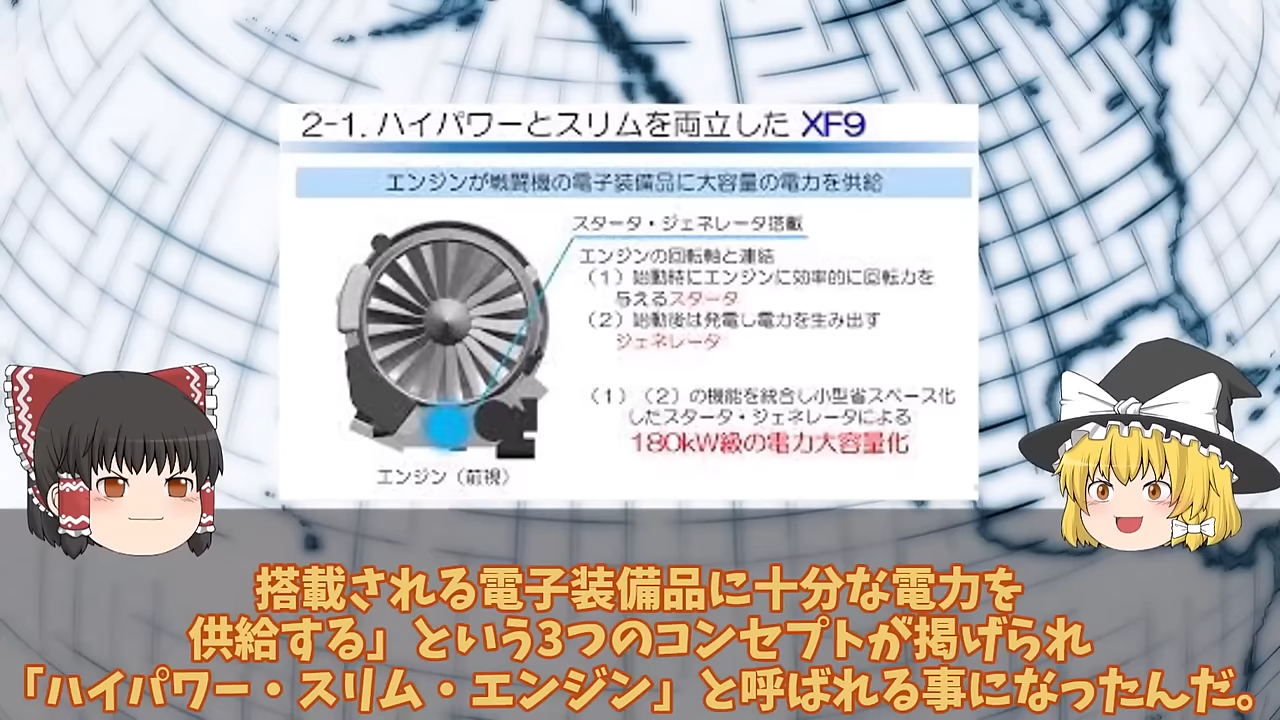 2-1. ハイパワーとスリムを両立した XF9
エンジンが戦闘機の電子装備品に大容量の電力を供給
スタータ・ジェネレータ搭載
エンジンの回転軸と連結
（1）始動時にエンジンに効率的に回転力を
与えるスタータ
（2）始動後は発電し電力を生み出す
ジェネレータ
（1）（2）の機能を統合し小型省スペース化
したスタータ・ジェネレータによる
180kW級の電力大容量化
エンジン（前視）
搭載される電子装備品に十分な電力を
供給する」という3つのコンセプトが掲げられ
「ハイパワー・スリム・エンジン」と呼ばれる事になったんだ。